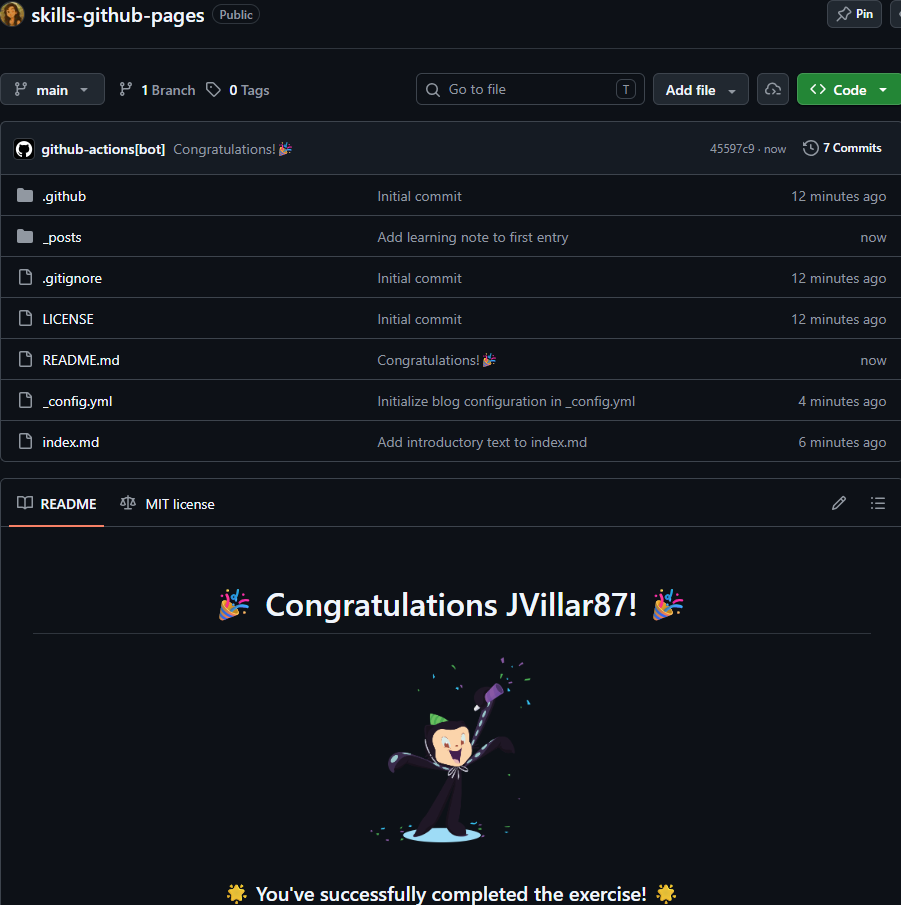 skills-github-pages Public Pin
main 1 Branch 0 Tags Go to file T Add file Code
github-actions[bot] Congratulations!🎉 45597c9 · now 7 Commits
.github Initial commit 12 minutes ago
_posts Add learning note to first entry now
.gitignore Initial commit 12 minutes ago
LICENSE Initial commit 12 minutes ago
README.md Congratulations!🎉 now
_config.yml Initialize blog configuration in _config.yml 4 minutes ago
index.md Add introductory text to index.md 6 minutes ago
README MIT license
🎉 Congratulations JVillar87! 🎉
🌟 You've successfully completed the exercise! 🌟